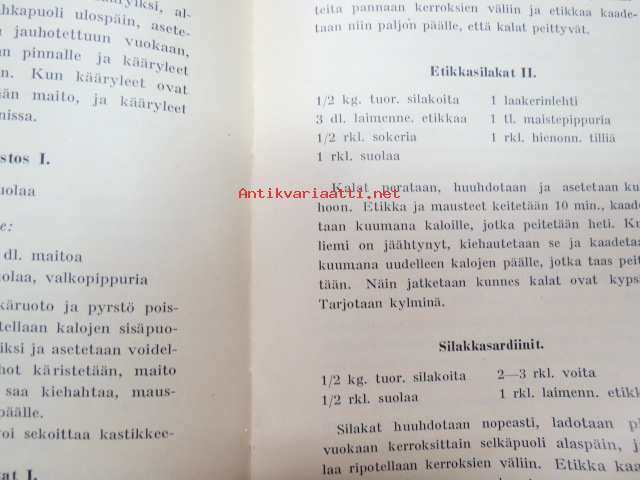 kääryiksi, al-
nkapuoli ulospäin, asete-
jauhotettuun vuokaan,
n pinnalle ja kääryleet
n. Kun kääryleet ovat
än maito, ja kääryleet
nissa.
stos I.
uolaa
e:
dl. maitoa
olaa, valkopippuria
käruoto ja pyrstö pois-
tellaan kalojen sisäpuo-
iksi ja asetetaan voidel-
hot käristetään, maito
saa kiehahtaa, maus-
päälle.
oi sekoittaa kastikkee-
at I.
teita pannaan kerroksien väliin ja etikkaa kaade-
taan niin paljon päälle, että kalat peittyvät.
Etikkasilakat II.
1/2 kg. tuor. silakoita 1 laakerinlehti
3 dl. laimenne. etikkaa 1 tl. maistepippuria
1/2 rkl. sokeria 1 rkl. hienonn. tilliä
1 rkl. suolaa
Antikvariaatti.net
Kalat perataan, huuhdotaan ja asetetaan ku
hoon. Etikka ja mausteet keitetään 10 min., kaade
taan kuumana kaloille, jotka peitetään heti. Ku
liemi on jäähtynyt, kiehautetaan se ja kaadeta
kuumana uudelleen kalojen päälle, jotka taas peit
tään. Näin jatketaan kunnes kalat ovat kyps
Tarjotaan kylminä.
Silakkasardiinit.
1/2 kg. tuor. silakoita 2—3 rkl. voita
1/2 rkl. suolaa 1 rkl. laimenn. etik
Silakat huuhdotaan nopeasti, ladotaan p
vuokaan kerroksittain selkäpuoli alaspäin, j
laa ripotellaan kerroksien väliin. Etikka kaa